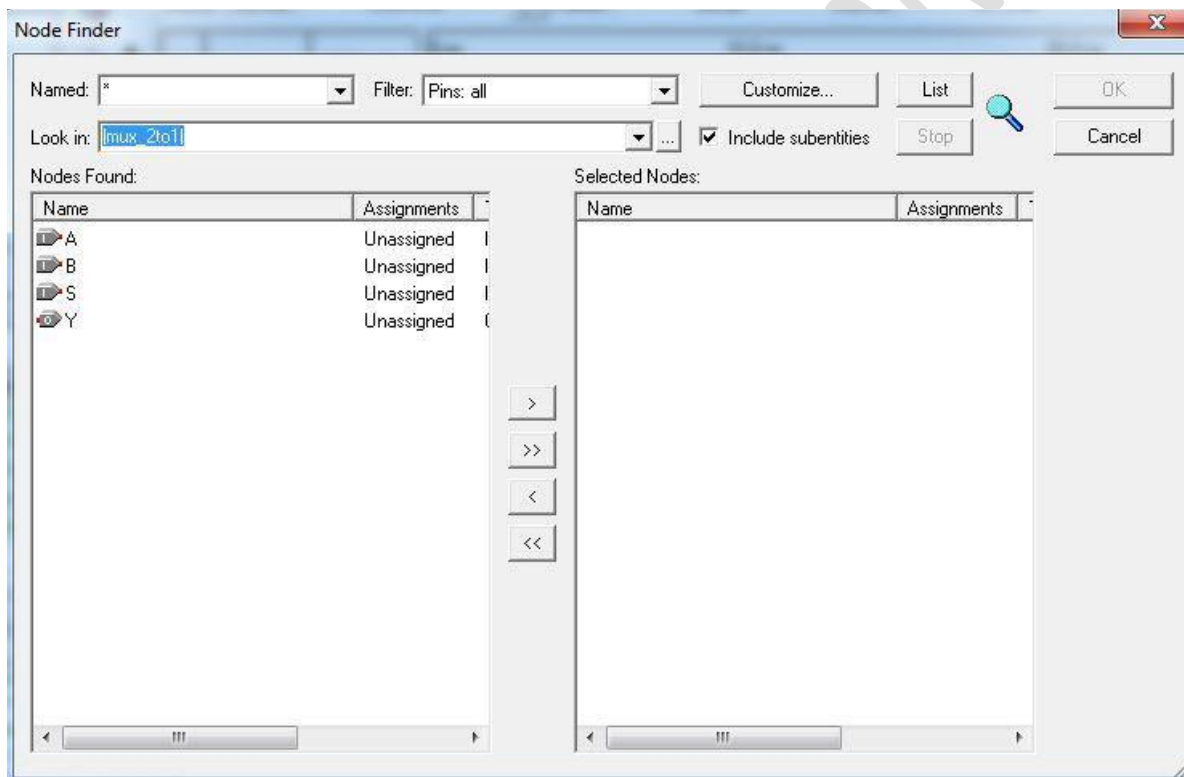 Node Finder
Named: * Filter: Pins: all Customize... List OK
Look in: |mux_2to1| ... Include subentities Stop Cancel
Nodes Found: Selected Nodes:
Name Assignments Name Assignments
A Unassigned I
B Unassigned I
S Unassigned I
Y Unassigned
>
>>
<
<<